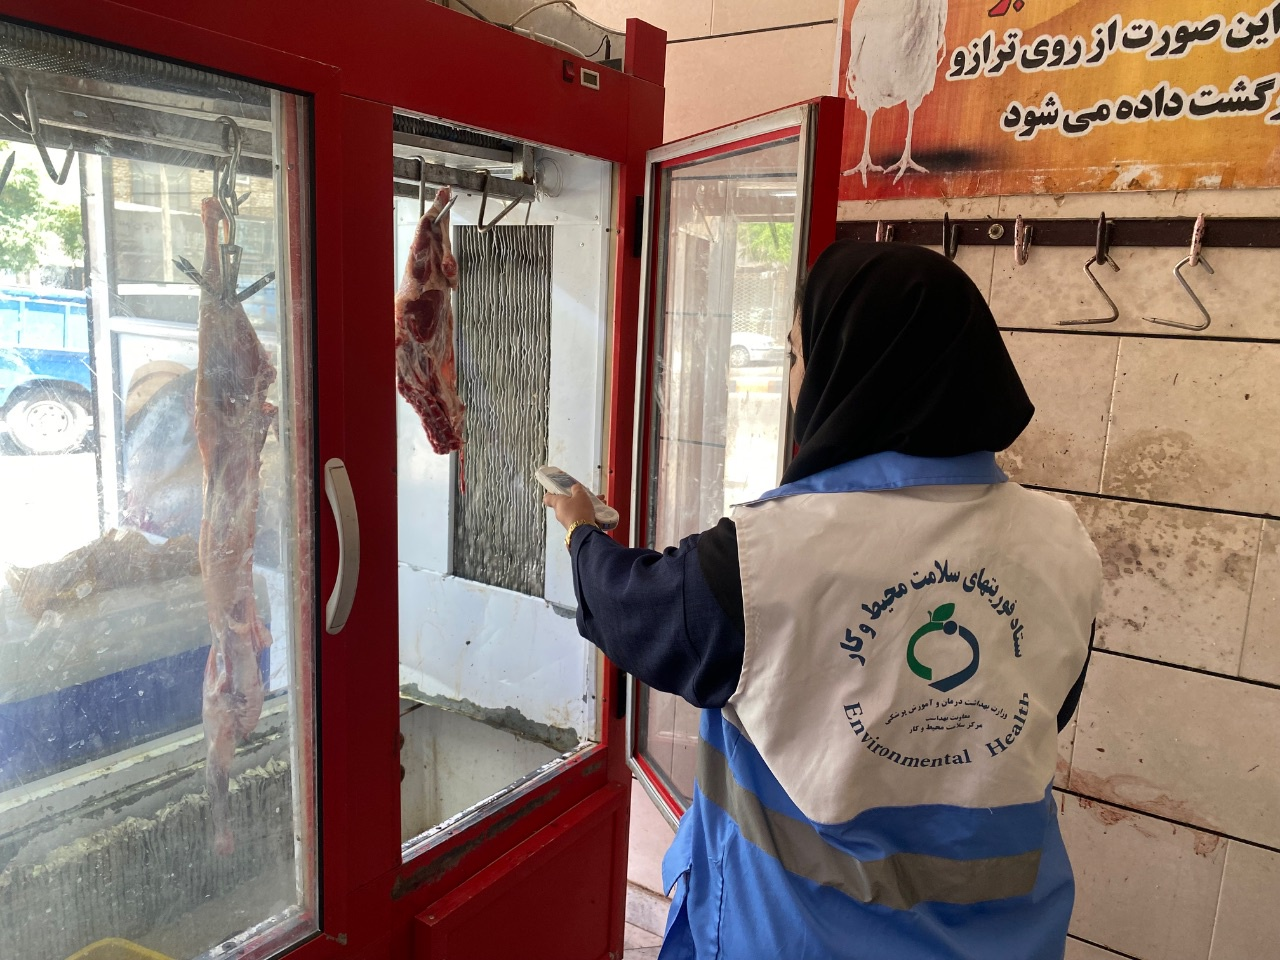 این صورت از روی ترازو
گشت داده می شود
ستاد فوریتهای سلامت محیط و کار
وزارت بهداشت درمان و آموزش پزشکی
معاونت بهداشت
مرکز سلامت محیط و کار
Environmental Health